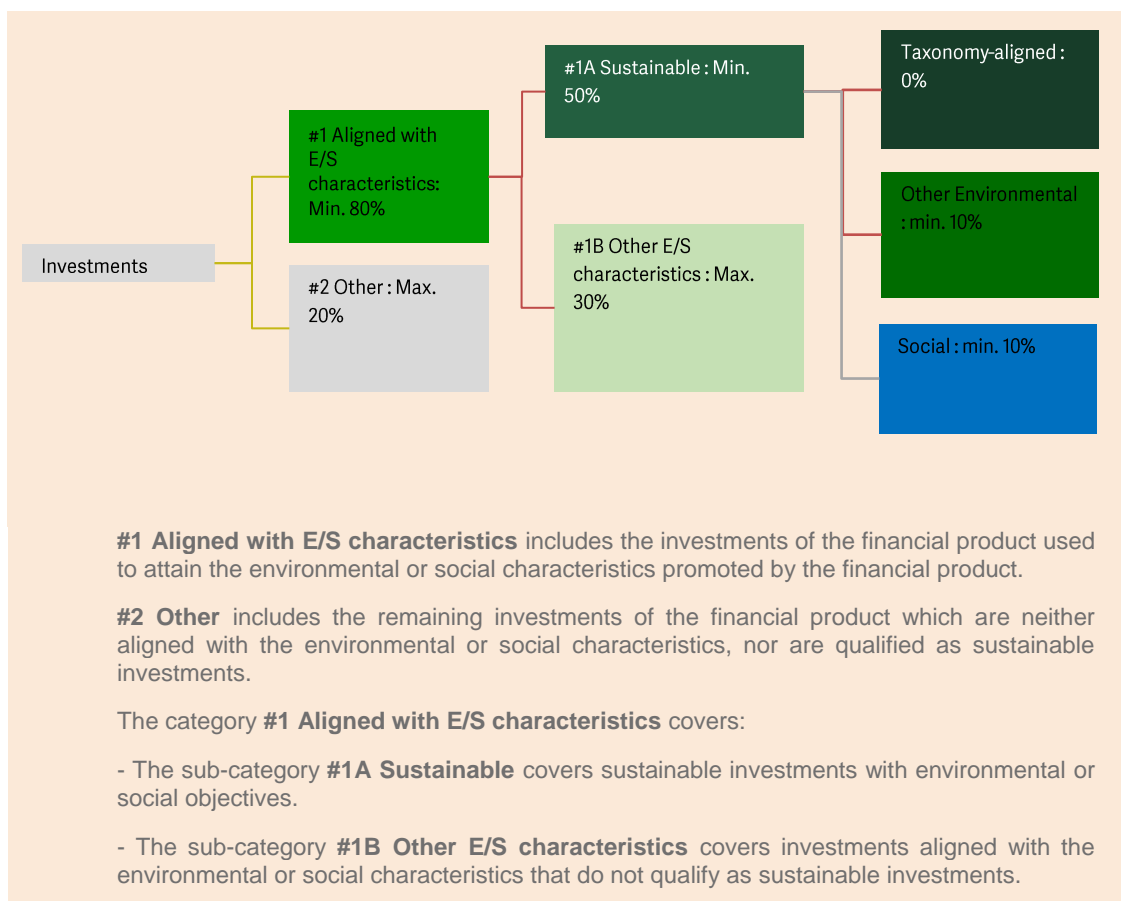 Investments
#1 Aligned with
E/S
characteristics:
Min. 80%
#2 Other : Max.
20%
#1A Sustainable : Min.
50%
#1B Other E/S
characteristics : Max.
30%
Taxonomy-aligned :
0%
Other Environmental
: min. 10%
Social : min. 10%
#1 Aligned with E/S characteristics includes the investments of the financial product used
to attain the environmental or social characteristics promoted by the financial product.
#2 Other includes the remaining investments of the financial product which are neither
aligned with the environmental or social characteristics, nor are qualified as sustainable
investments.
The category #1 Aligned with E/S characteristics covers:
- The sub-category #1A Sustainable covers sustainable investments with environmental or
social objectives.
- The sub-category #1B Other E/S characteristics covers investments aligned with the
environmental or social characteristics that do not qualify as sustainable investments.